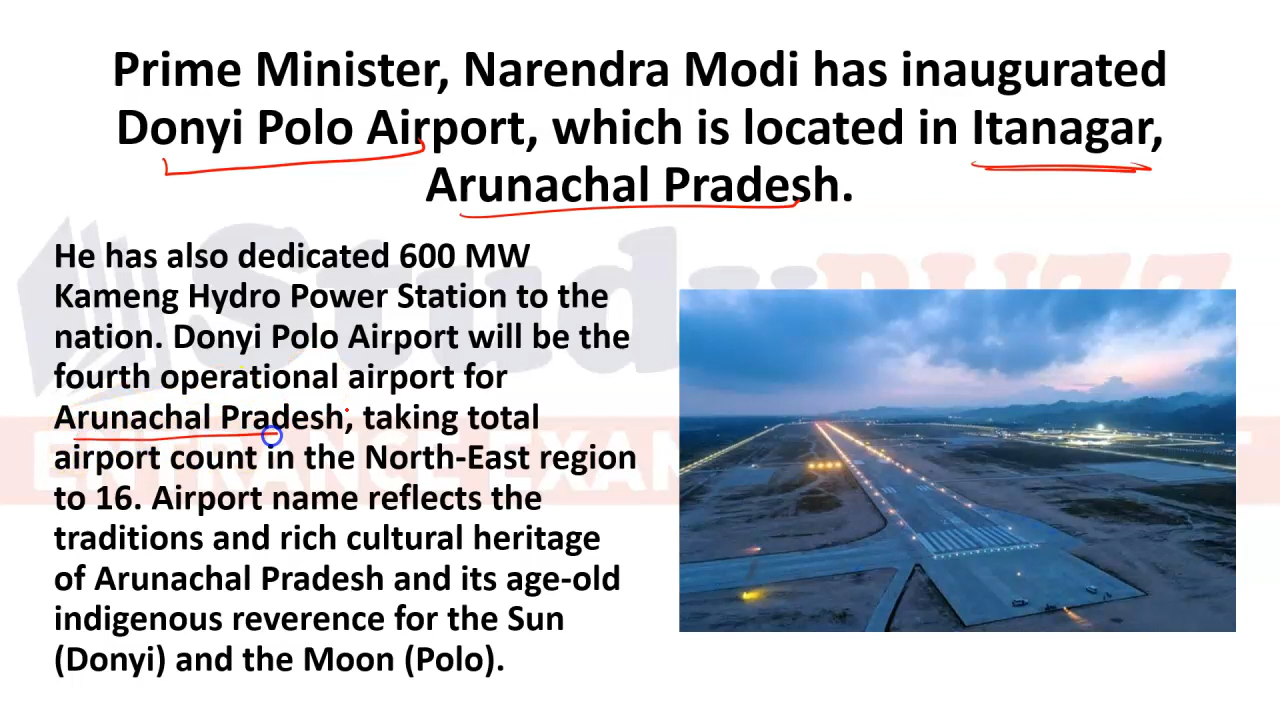 Prime Minister, Narendra Modi has inaugurated
Donyi Polo Airport, which is located in Itanagar,
Arunachal Pradesh.
He has also dedicated 600 MW
Kameng Hydro Power Station to the
nation. Donyi Polo Airport will be the
fourth operational airport for
Arunachal Pradesh, taking total
airport count in the North-East region
to 16. Airport name reflects the
traditions and rich cultural heritage
of Arunachal Pradesh and its age-old
indigenous reverence for the Sun
(Donyi) and the Moon (Polo).
Study BUZZ
ENTRANCE EXAM